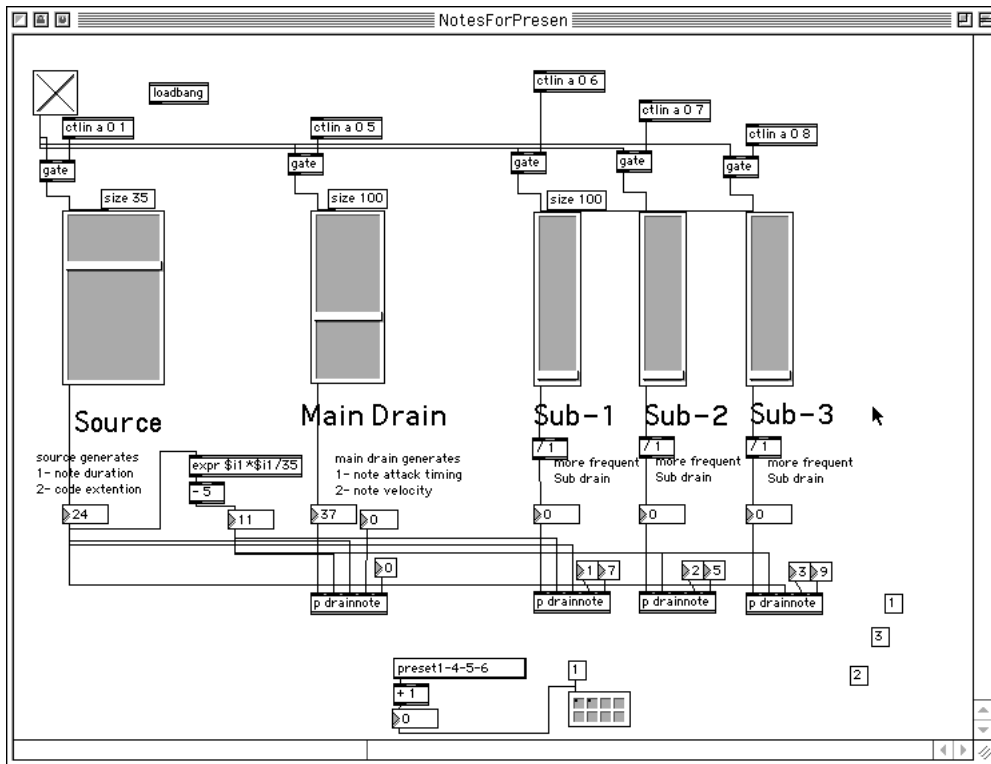 NotesForPresen
loadbang
ctlin a 0 1
ctlin a 0 5
ctlin a 0 6
ctlin a 0 7
ctlin a 0 8
gate
gate
gate
gate
gate
size 35
size 100
size 100
Source
Main Drain
Sub-1
Sub-2
Sub-3
source generates
1- note duration
2- code extention
expr $i1*$i1/35
- 5
main drain generates
1- note attack timing
2- note velocity
/ 1
more frequent
Sub drain
/ 1
more frequent
Sub drain
/ 1
more frequent
Sub drain
24
11
37
0
0
0
0
0
1
7
2
5
3
9
p drainnote
p drainnote
p drainnote
p drainnote
1
3
2
preset1-4-5-6
+ 1
0
1